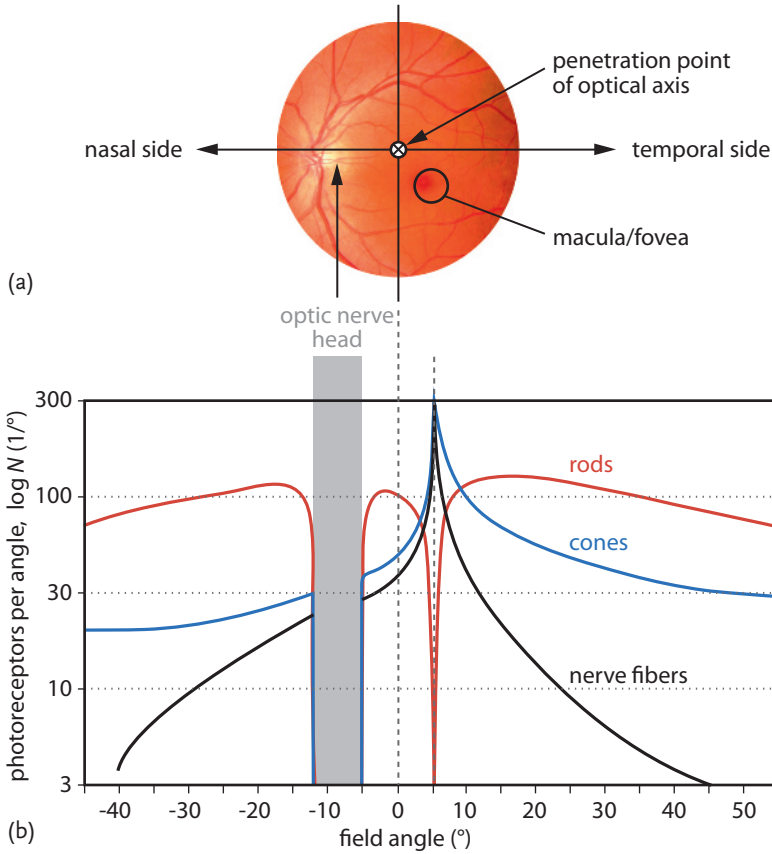 penetration point
of optical axis
nasal side
temporal side
macula/fovea
(a)
optic nerve
head
300
100
30
10
3
photoreceptors per angle, log N (1/°)
rods
cones
nerve fibers
-40 -30 -20 -10 0 10 20 30 40 50
field angle (°)
(b)